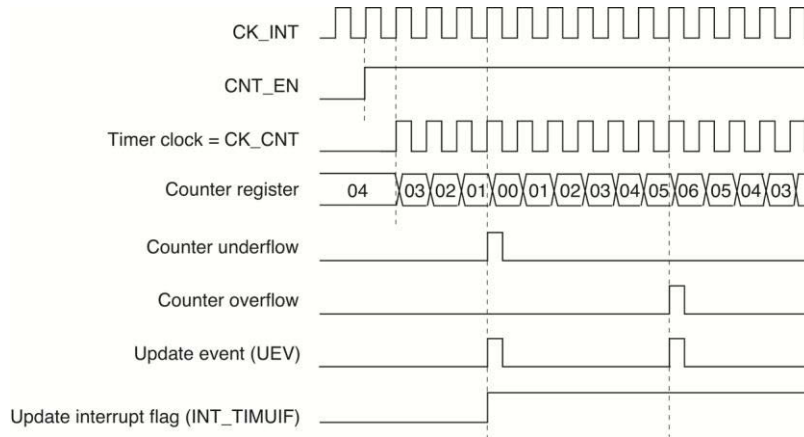 CK_INT
CNT_EN
Timer clock = CK_CNT
Counter register 04 03 02 01 00 01 02 03 04 05 06 05 04 03
Counter underflow
Counter overflow
Update event (UEV)
Update interrupt flag (INT_TIMUIF)